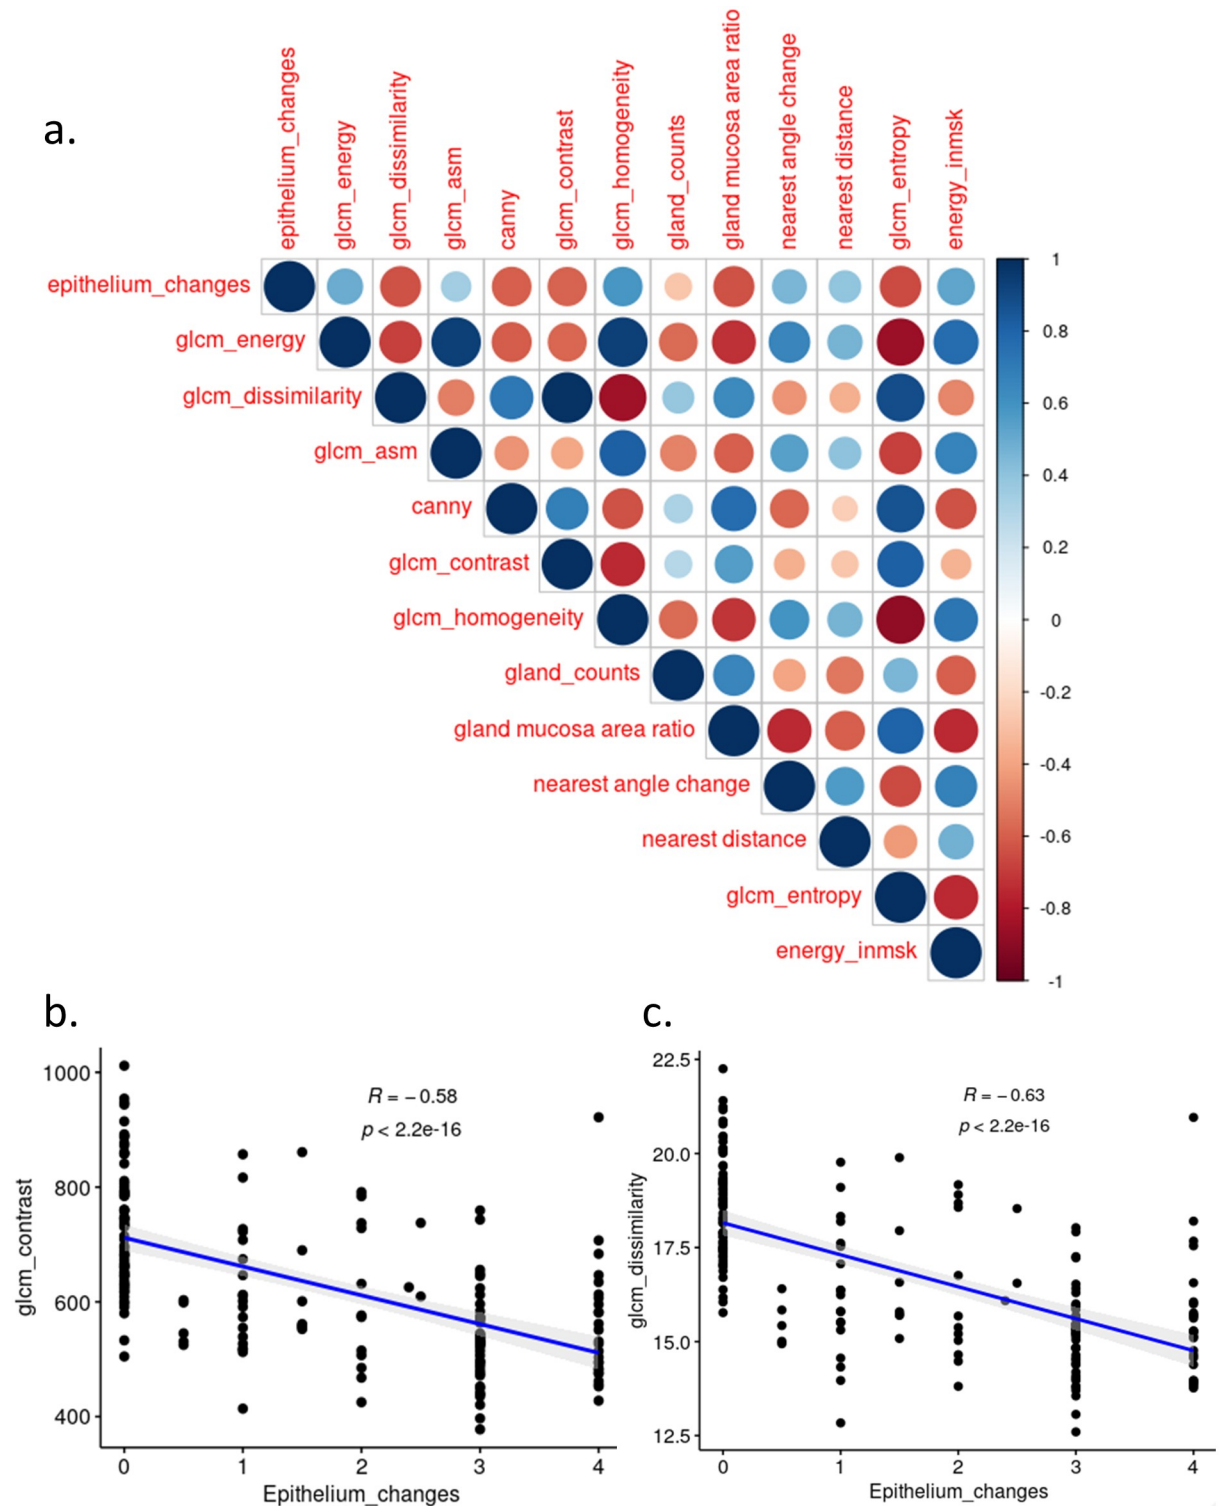 a.
epithelium_changes
glcm_energy
glcm_dissimilarity
glcm_asm
canny
glcm_contrast
glcm_homogeneity
gland_counts
gland mucosa area ratio
nearest angle change
nearest distance
glcm_entropy
energy_inmsk
epithelium_changes
glcm_energy
glcm_dissimilarity
glcm_asm
canny
glcm_contrast
glcm_homogeneity
gland_counts
gland mucosa area ratio
nearest angle change
nearest distance
glcm_entropy
energy_inmsk
1
0.8
0.6
0.4
0.2
0
-0.2
-0.4
-0.6
-0.8
-1
b.
R = − 0.58
p < 2.2e-16
glcm_contrast
1000
800
600
400
0 1 2 3 4
Epithelium_changes
c.
R = − 0.63
p < 2.2e-16
glcm_dissimilarity
22.5
20.0
17.5
15.0
12.5
0 1 2 3 4
Epithelium_changes